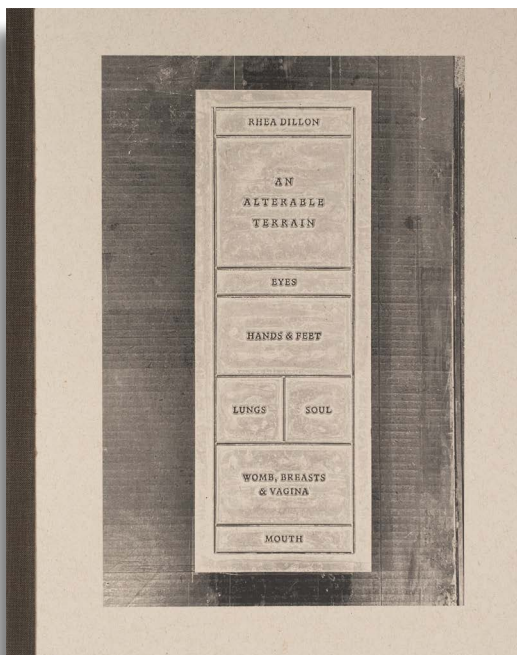 RHEA DILLON
AN
ALTERABLE
TERRAIN
EYES
HANDS & FEET
LUNGS
SOUL
WOMB, BREASTS
& VAGINA
MOUTH